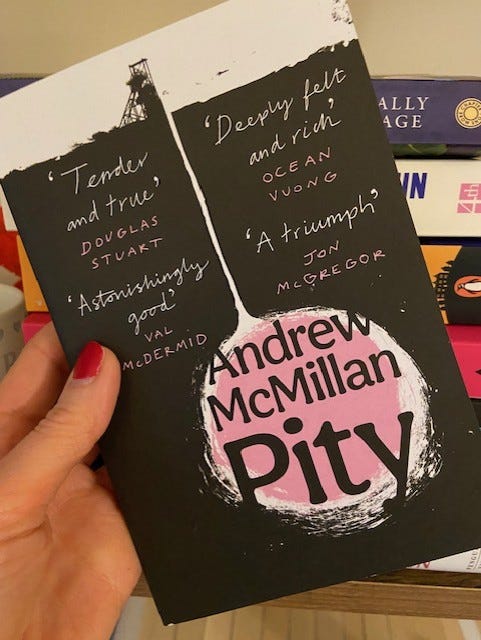 'Tender
and true'
DOUGLAS
STUART
'Deeply felt
and rich'
OCEAN
VUONG
'Astonishingly
good'
VAL
McDERMID
'A triumph'
JON
McGREGOR
Andrew
McMillan
Pity
ALLY
AGE
IN